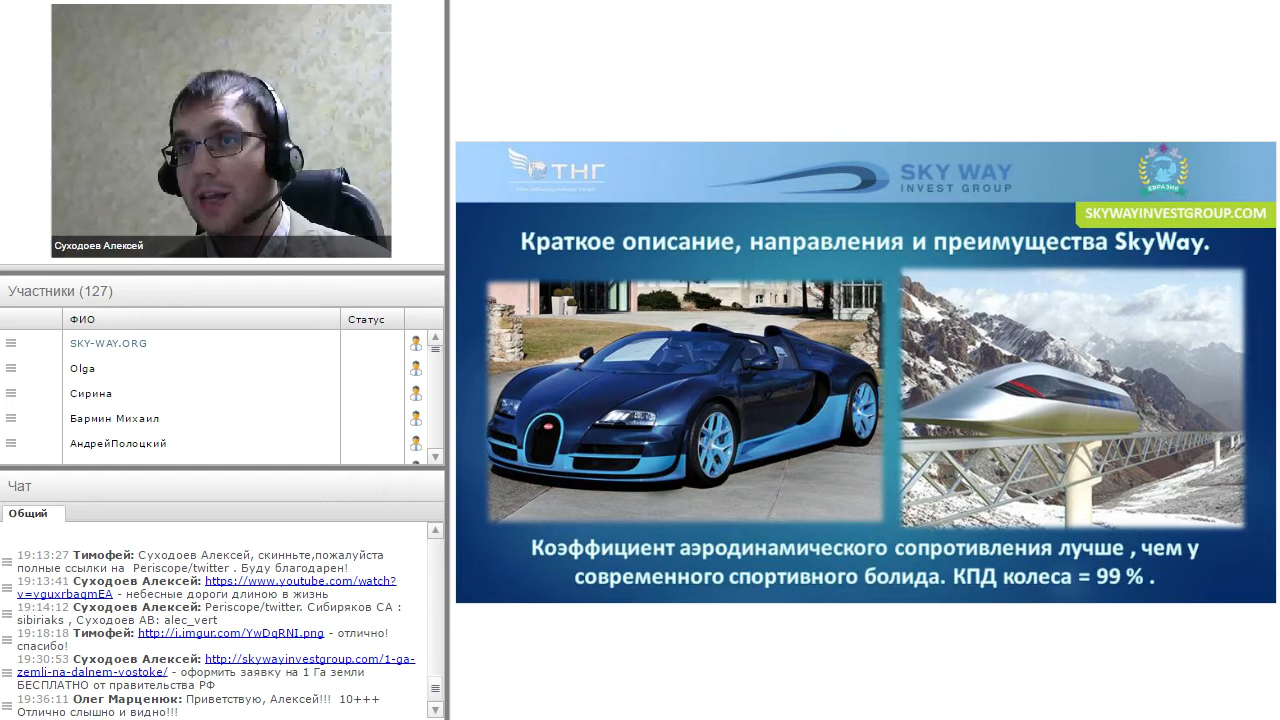 Суходоев Алексей
Участники (127)
ФИО
Статус
SKY-WAY.ORG
Olga
Сирина
Бармин Михаил
АндрейПолоцкий
Чат
Общий
19:13:27 Тимофей: Суходоев Алексей, скинньте,пожалуйста
полные ссылки на Periscope/twitter . Буду благодарен!
19:13:41 Суходоев Алексей: https://www.youtube.com/watch?
v=yguxrbaqmEA - небесные дороги длиною в жизнь
19:14:12 Суходоев Алексей: Periscope/twitter. Сибиряков СА :
sibiriaks , Суходоев АВ: alec_vert
19:18:18 Тимофей: http://i.imgur.com/YwDqRNI.png - отлично!
спасибо!
19:30:53 Суходоев Алексей: http://skywayinvestgroup.com/1-ga-
zemli-na-dalnem-vostoke/ - оформить заявку на 1 Га земли
БЕСПЛАТНО от правительства РФ
19:36:11 Олег Марценюк: Приветствую, Алексей!!! 10+++
Отлично слышно и видно!!!
ТНГ
SKY WAY
INVEST GROUP
ЕВРАЗИЯ
SKYWAYINVESTGROUP.COM
Краткое описание, направления и преимущества SkyWay.
Коэффициент аэродинамического сопротивления лучше , чем у
современного спортивного болида. КПД колеса = 99 % .